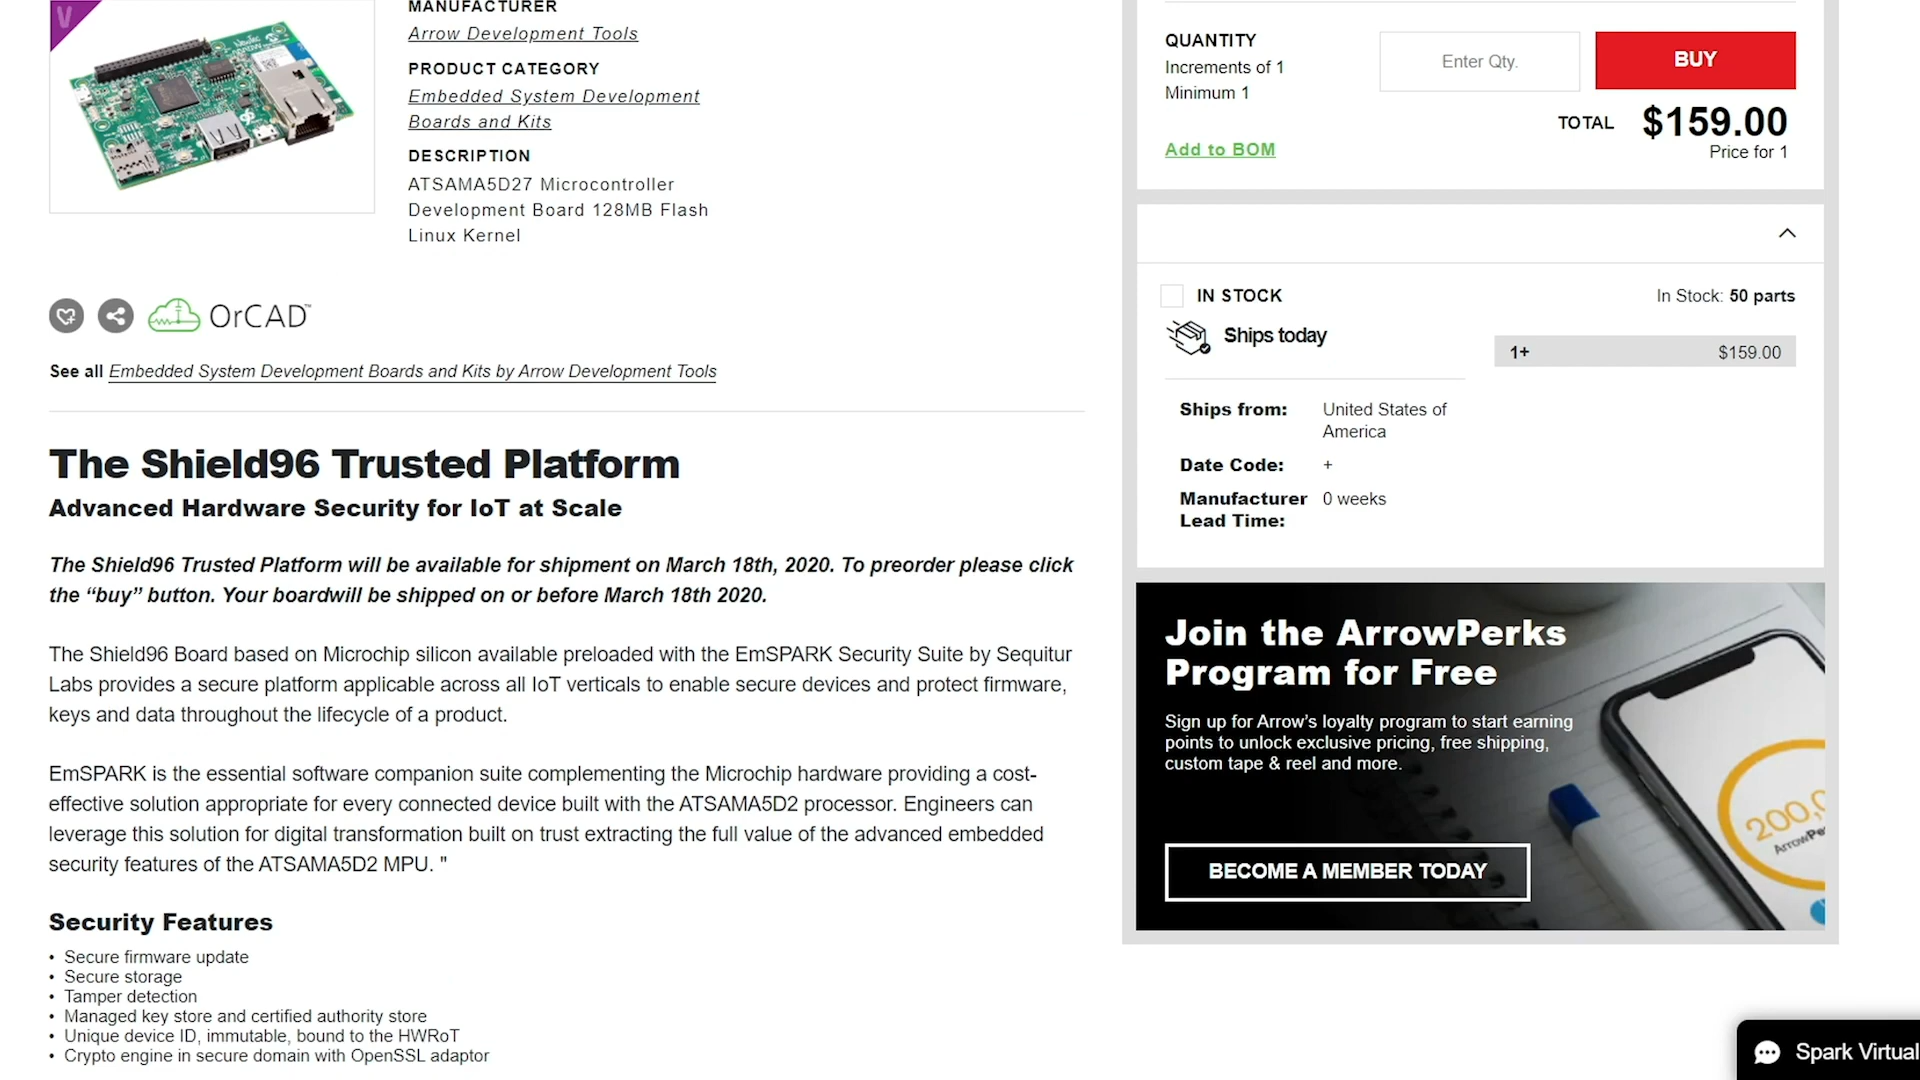 MANUFACTURER
Arrow Development Tools
PRODUCT CATEGORY
Embedded System Development
Boards and Kits
DESCRIPTION
ATSAMA5D27 Microcontroller
Development Board 128MB Flash
Linux Kernel
OrCAD™
See all Embedded System Development Boards and Kits by Arrow Development Tools
The Shield96 Trusted Platform
Advanced Hardware Security for IoT at Scale
The Shield96 Trusted Platform will be available for shipment on March 18th, 2020. To preorder please click
the “buy” button. Your boardwill be shipped on or before March 18th 2020.
The Shield96 Board based on Microchip silicon available preloaded with the EmSPARK Security Suite by Sequitur
Labs provides a secure platform applicable across all IoT verticals to enable secure devices and protect firmware,
keys and data throughout the lifecycle of a product.
EmSPARK is the essential software companion suite complementing the Microchip hardware providing a cost-
effective solution appropriate for every connected device built with the ATSAMA5D2 processor. Engineers can
leverage this solution for digital transformation built on trust extracting the full value of the advanced embedded
security features of the ATSAMA5D2 MPU. "
Security Features
• Secure firmware update
• Secure storage
• Tamper detection
• Managed key store and certified authority store
• Unique device ID, immutable, bound to the HWRoT
• Crypto engine in secure domain with OpenSSL adaptor
QUANTITY
Increments of 1
Minimum 1
Enter Qty.
BUY
TOTAL $159.00
Price for 1
Add to BOM
IN STOCK
In Stock: 50 parts
Ships today
1+ $159.00
Ships from: United States of
America
Date Code: +
Manufacturer 0 weeks
Lead Time:
Join the ArrowPerks
Program for Free
Sign up for Arrow’s loyalty program to start earning
points to unlock exclusive pricing, free shipping,
custom tape & reel and more.
BECOME A MEMBER TODAY
Spark Virtual